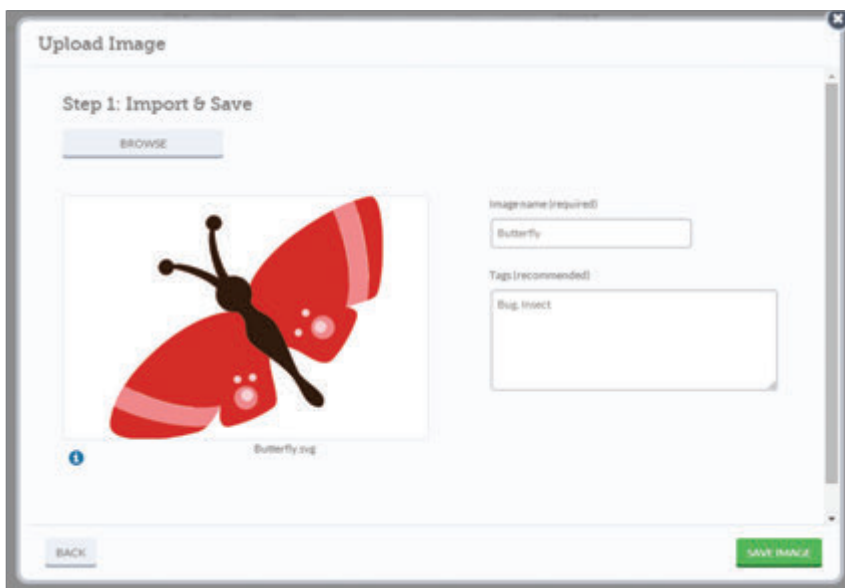 Upload Image
Step 1: Import & Save
BROWSE
Image name (required)
Butterfly
Tags (recommended)
Bug, Insect
Butterfly.svg
BACK
SAVE IMAGE